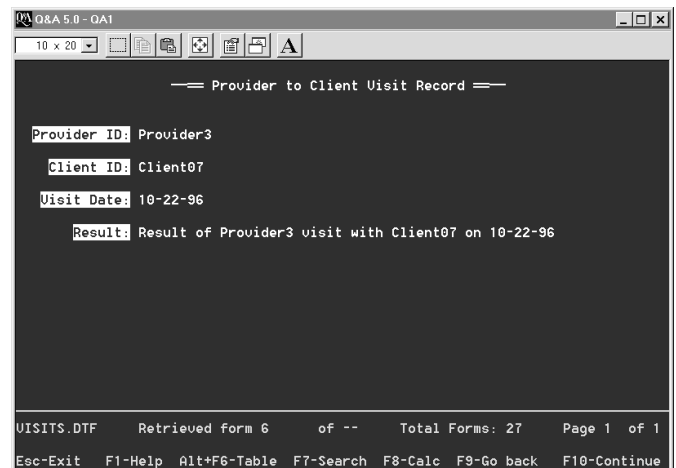 Q&A 5.0 - QA1
10 x 20
A
Provider to Client Visit Record
Provider ID: Provider3
Client ID: Client07
Visit Date: 10-22-96
Result: Result of Provider3 visit with Client07 on 10-22-96
VISITS.DTF Retrieved form 6 of -- Total Forms: 27 Page 1 of 1
Esc-Exit F1-Help Alt+F6-Table F7-Search F8-Calc F9-Go back F10-Continue